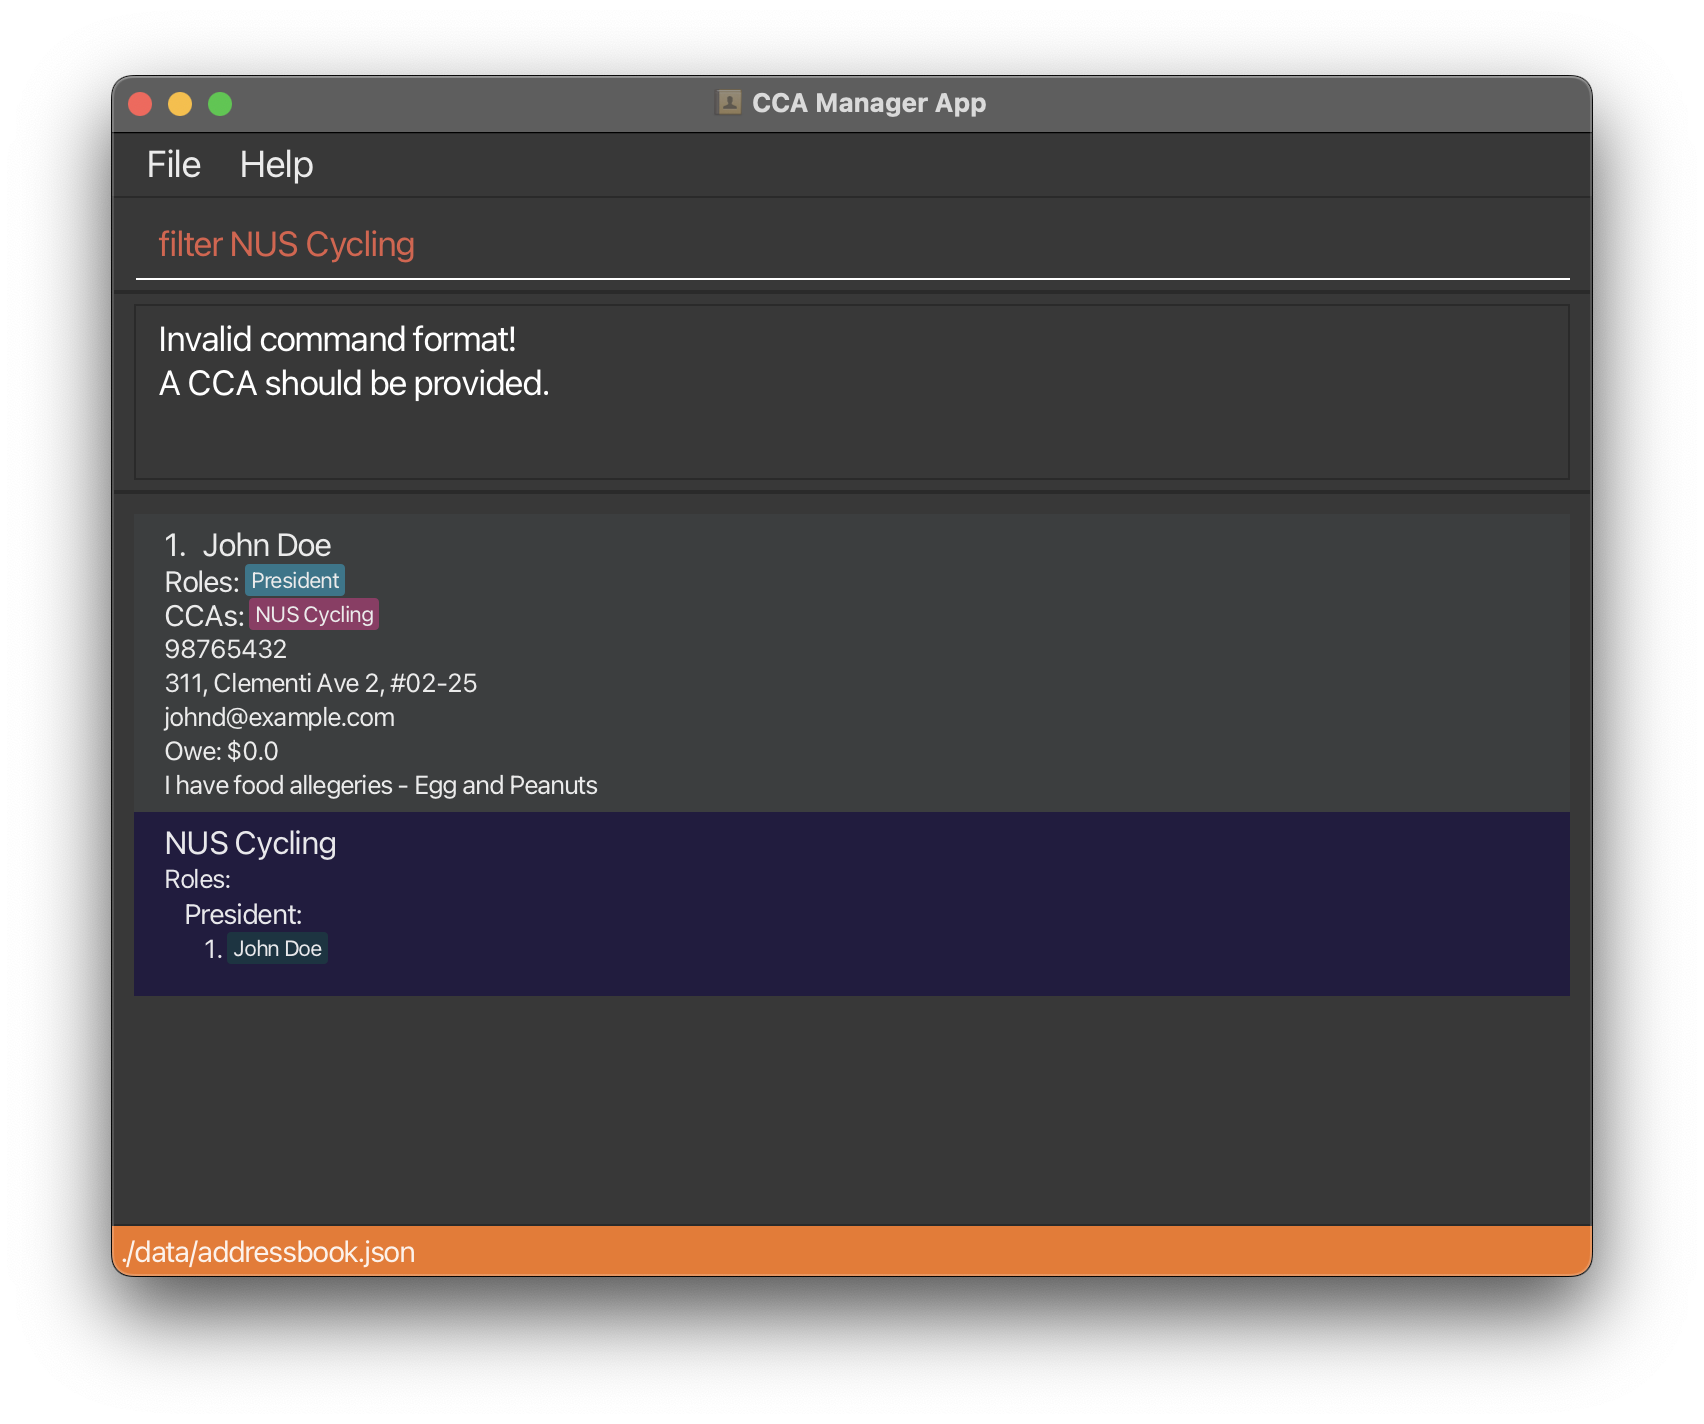 CCA Manager App
File Help
filter NUS Cycling
Invalid command format!
A CCA should be provided.
1. John Doe
Roles: President
CCAs: NUS Cycling
98765432
311, Clementi Ave 2, #02-25
johnd@example.com
Owe: $0.0
I have food allegeries - Egg and Peanuts
NUS Cycling
Roles:
President:
1. John Doe
./data/addressbook.json